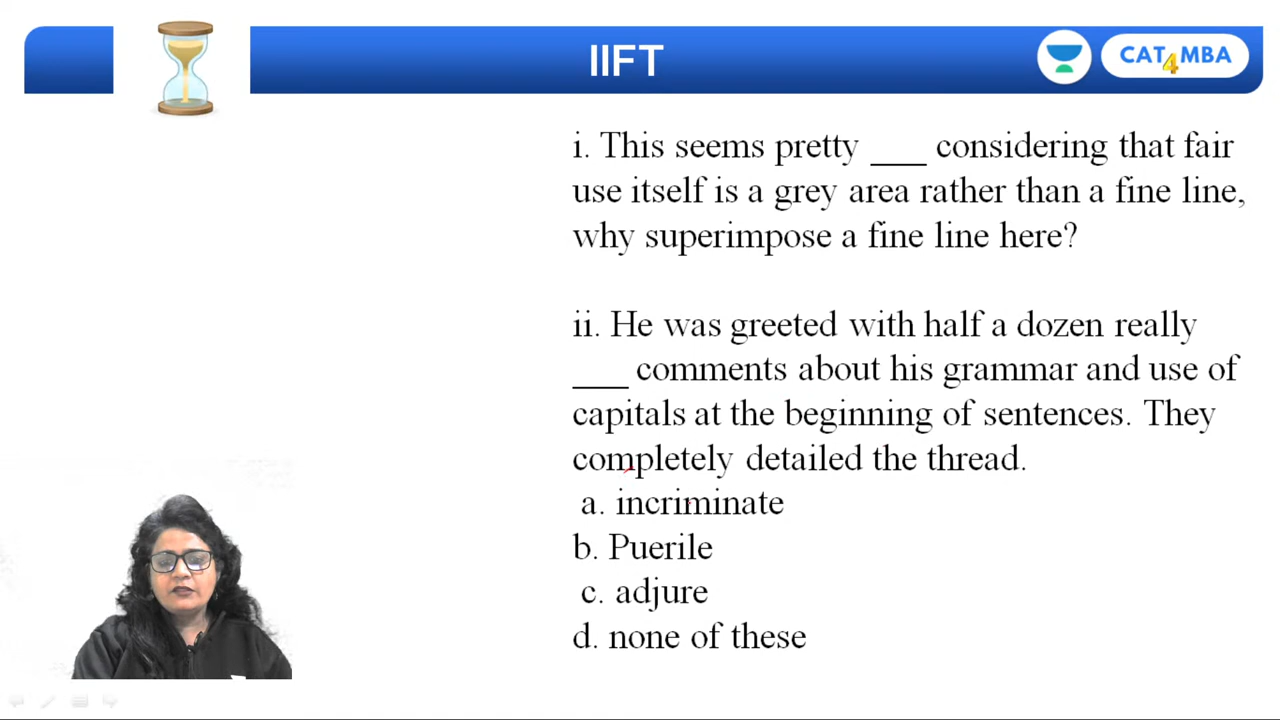 IIFT
CAT4MBA
i. This seems pretty ___ considering that fair
use itself is a grey area rather than a fine line,
why superimpose a fine line here?
ii. He was greeted with half a dozen really
___ comments about his grammar and use of
capitals at the beginning of sentences. They
completely detailed the thread.
a. incriminate
b. Puerile
c. adjure
d. none of these